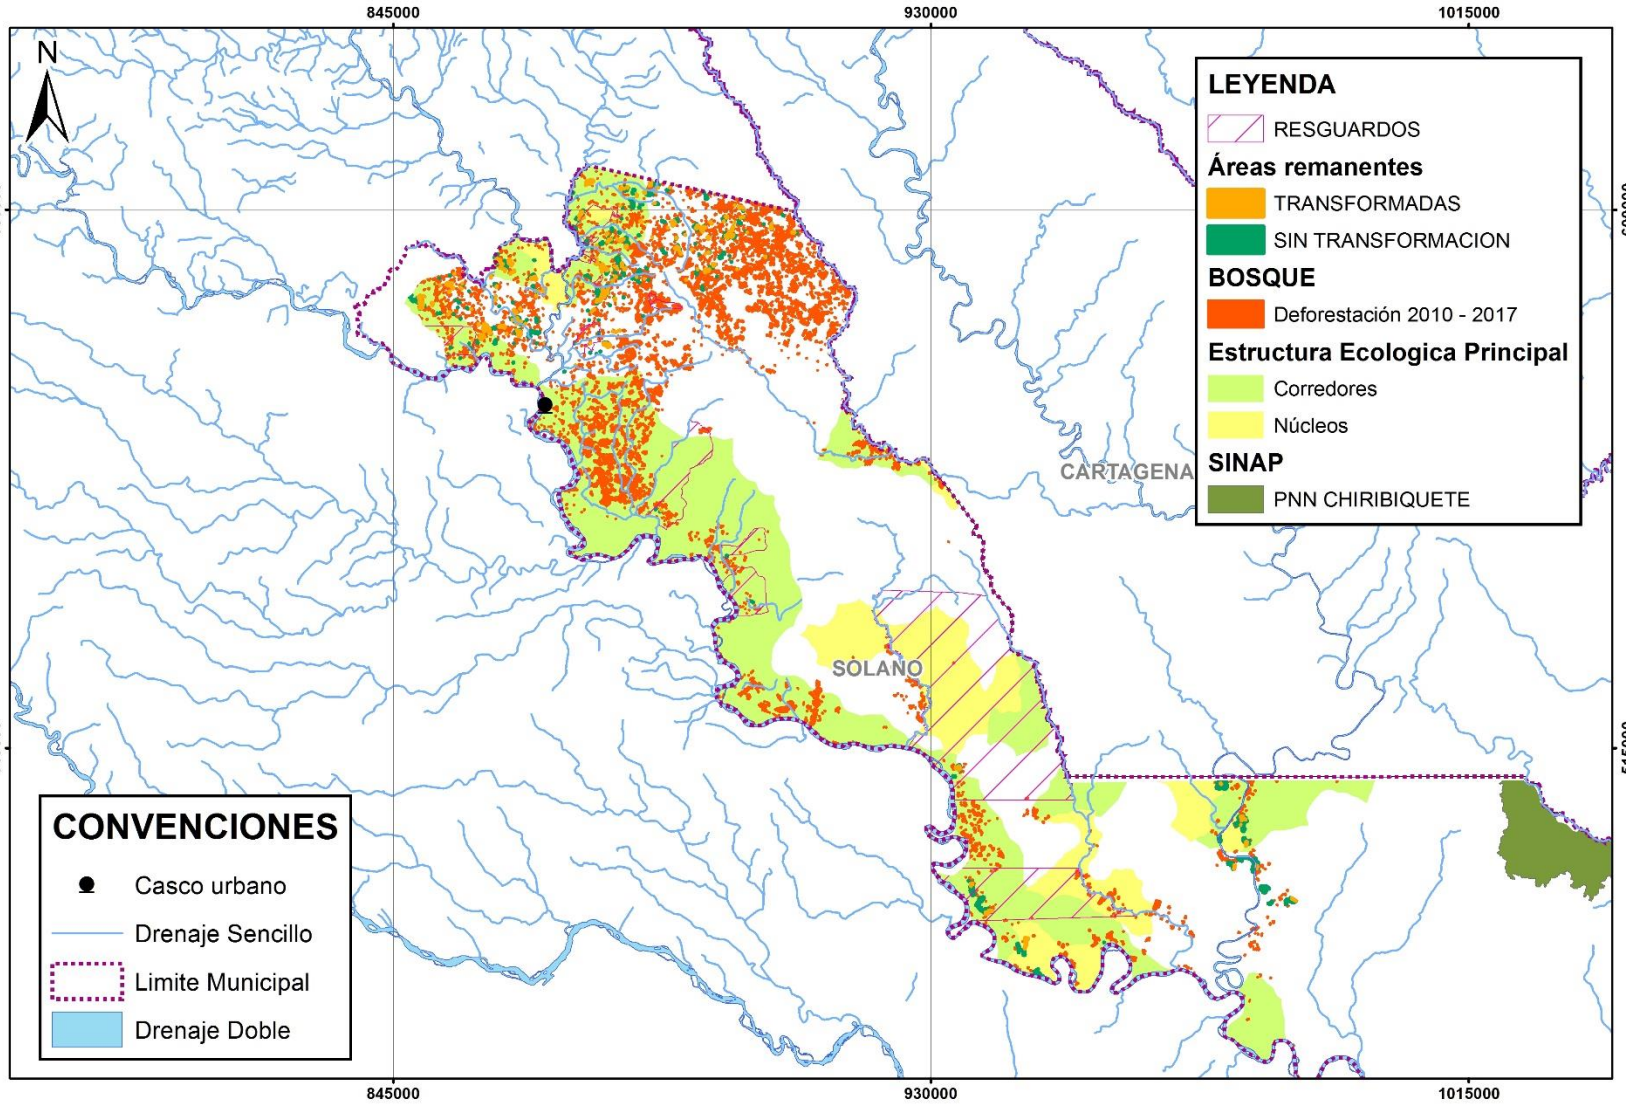 845000
930000
1015000
N
LEYENDA
RESGUARDOS
Áreas remanentes
TRANSFORMADAS
SIN TRANSFORMACION
BOSQUE
Deforestación 2010 - 2017
Estructura Ecologica Principal
Corredores
Núcleos
SINAP
PNN CHIRIBIQUETE
CARTAGENA
SOLANO
CONVENCIONES
Casco urbano
Drenaje Sencillo
Limite Municipal
Drenaje Doble
845000
930000
1015000